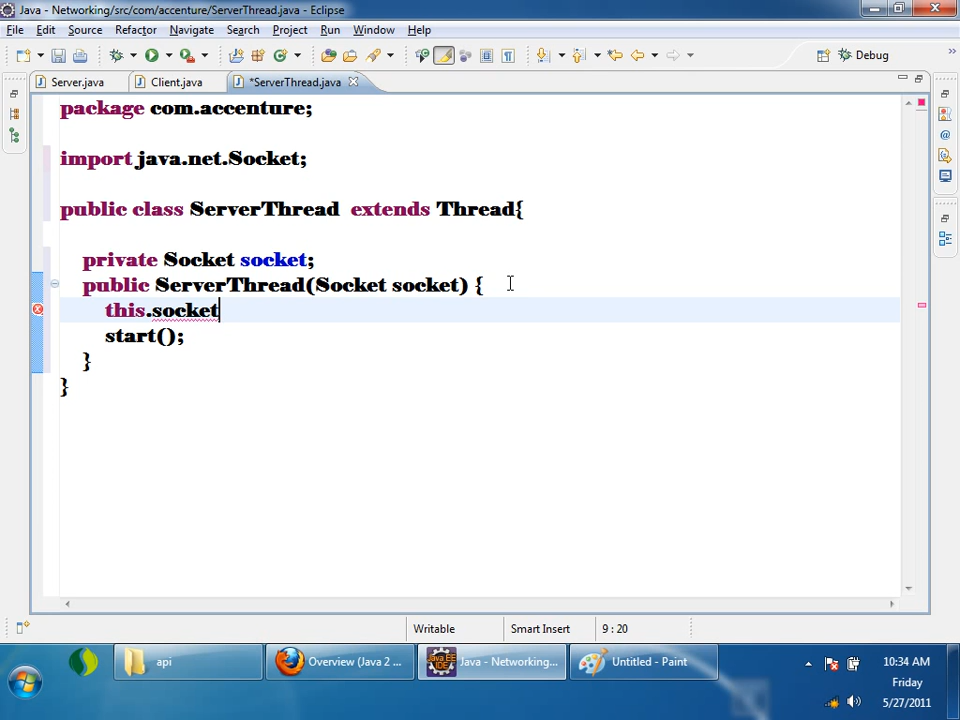 Java - Networking/src/com/accenture/ServerThread.java - Eclipse
File Edit Source Refactor Navigate Search Project Run Window Help
Debug
Server.java Client.java *ServerThread.java
package com.accenture;
import java.net.Socket;
public class ServerThread extends Thread{
private Socket socket;
public ServerThread(Socket socket) {
this.socket
start();
}
}
Writable Smart Insert 9 : 20
api Overview (Java 2 ... Java - Networking... Untitled - Paint 10:34 AM
Friday
5/27/2011